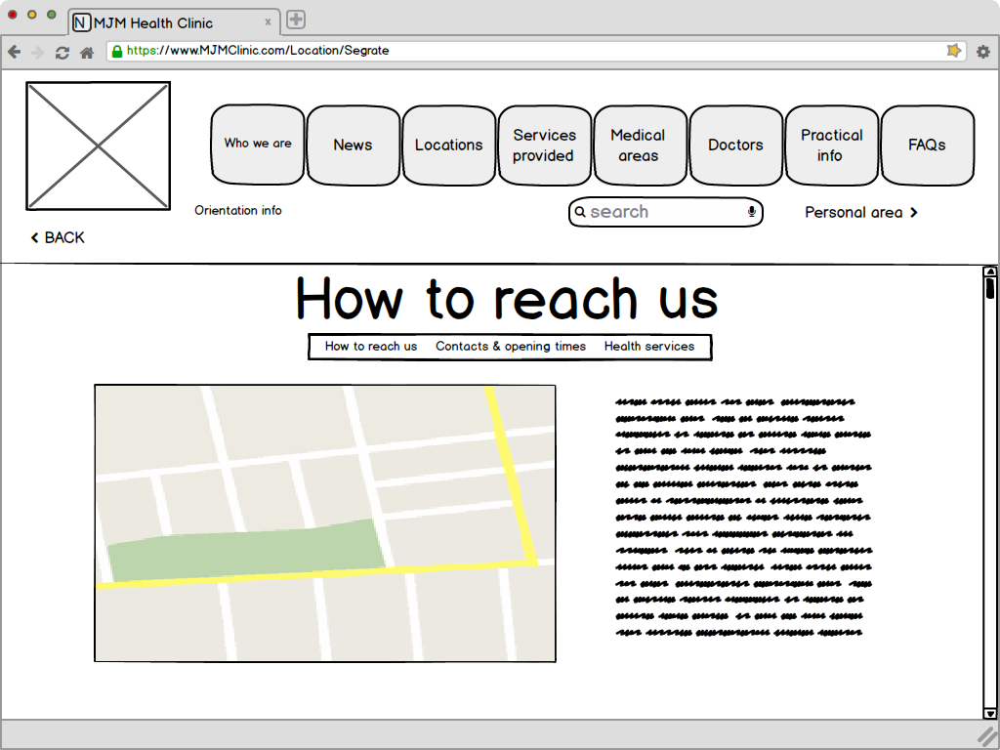 N MJM Health Clinic x
https://www.MJMClinic.com/Location/Segrate
Who we are
News
Locations
Services
provided
Medical
areas
Doctors
Practical
info
FAQs
Orientation info
search
Personal area
BACK
How to reach us
How to reach us Contacts & opening times Health services